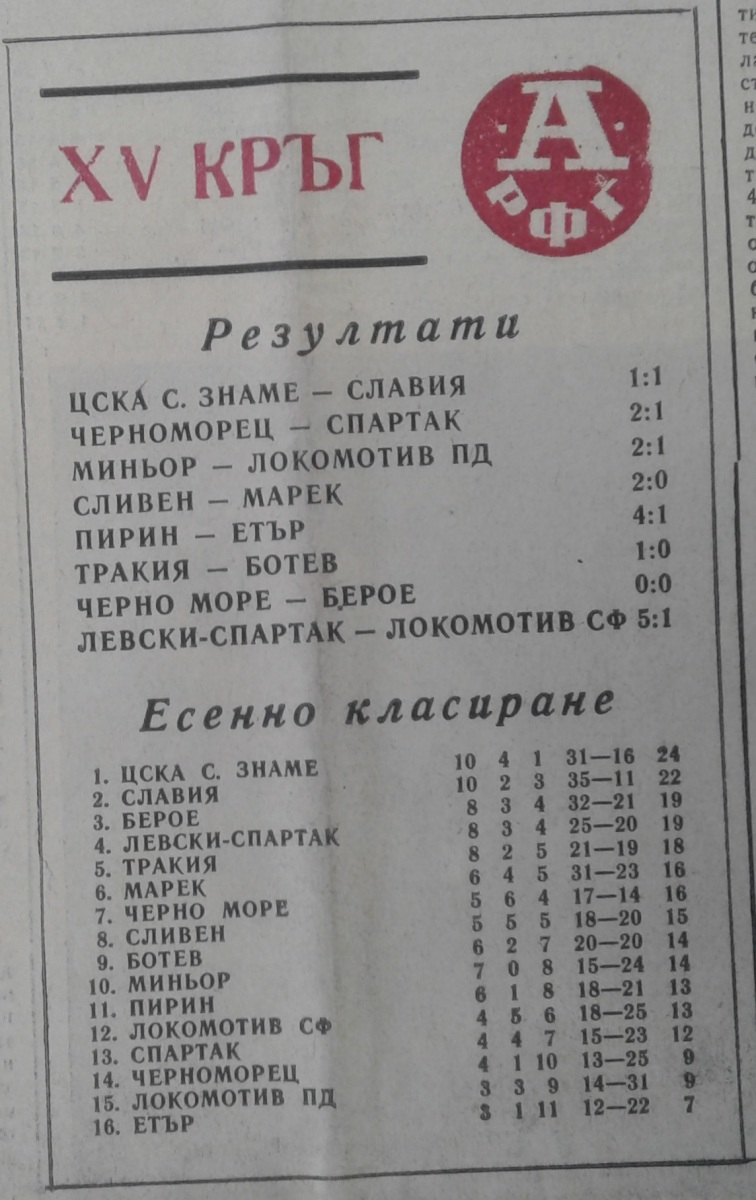 XV КРЪГ
·А·
РФГ
Резултати
ЦСКА С. ЗНАМЕ — СЛАВИЯ 1:1
ЧЕРНОМОРЕЦ — СПАРТАК 2:1
МИНЬОР — ЛОКОМОТИВ ПД 2:1
СЛИВЕН — МАРЕК 2:0
ПИРИН — ЕТЪР 4:1
ТРАКИЯ — БОТЕВ 1:0
ЧЕРНО МОРЕ — БЕРОЕ 0:0
ЛЕВСКИ-СПАРТАК — ЛОКОМОТИВ СФ 5:1
Есенно класиране
1. ЦСКА С. ЗНАМЕ 10 4 1 31—16 24
2. СЛАВИЯ 10 2 3 35—11 22
3. БЕРОЕ 8 3 4 32—21 19
4. ЛЕВСКИ-СПАРТАК 8 3 4 25—20 19
5. ТРАКИЯ 8 2 5 21—19 18
6. МАРЕК 6 4 5 31—23 16
7. ЧЕРНО МОРЕ 5 6 4 17—14 16
8. СЛИВЕН 5 5 5 18—20 15
9. БОТЕВ 6 2 7 20—20 14
10. МИНЬОР 7 0 8 15—24 14
11. ПИРИН 6 1 8 18—21 13
12. ЛОКОМОТИВ СФ 4 5 6 18—25 13
13. СПАРТАК 4 4 7 15—23 12
14. ЧЕРНОМОРЕЦ 4 1 10 13—25 9
15. ЛОКОМОТИВ ПД 3 3 9 14—31 9
16. ЕТЪР 3 1 11 12—22 7